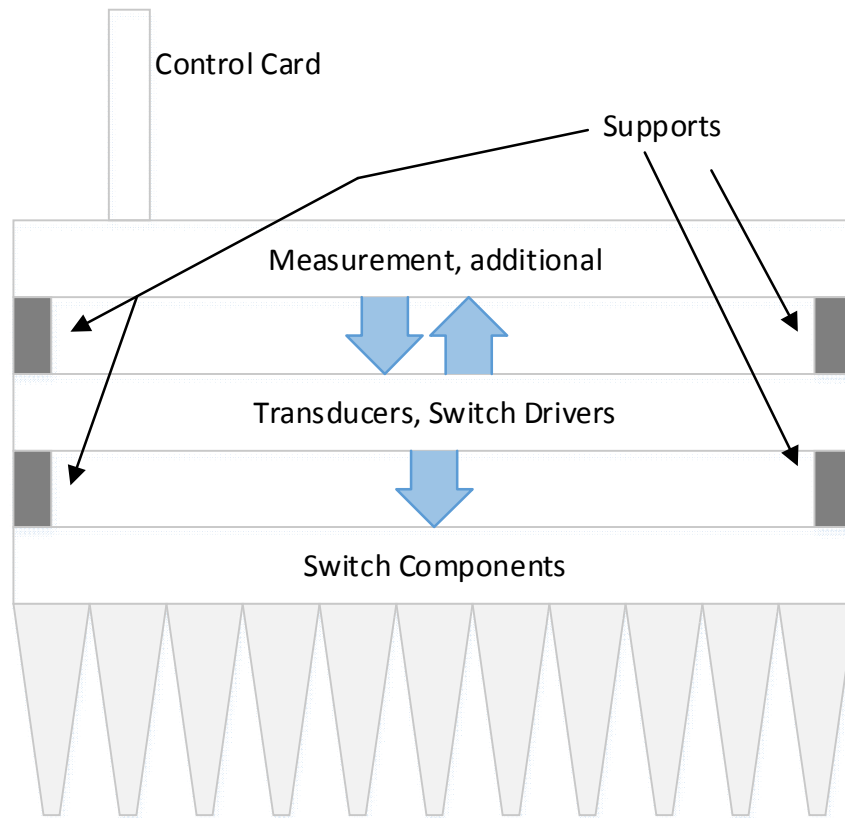 Control Card
Supports
Measurement, additional
Transducers, Switch Drivers
Switch Components